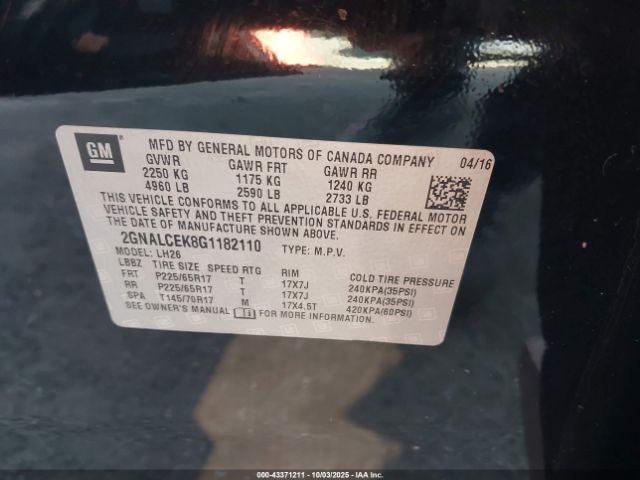 GM
MFD BY GENERAL MOTORS OF CANADA COMPANY 04/16
GVWR GAWR FRT GAWR RR
2250 KG 1175 KG 1240 KG
4960 LB 2590 LB 2733 LB
THIS VEHICLE CONFORMS TO ALL APPLICABLE U.S. FEDERAL MOTOR
VEHICLE SAFETY AND THEFT PREVENTION STANDARDS IN EFFECT ON
THE DATE OF MANUFACTURE SHOWN ABOVE.
2GNALCEK8G1182110 TYPE: M.P.V.
MODEL: LH26
LBBZ TIRE SIZE SPEED RTG RIM COLD TIRE PRESSURE
FRT P225/65R17 T 17X7J 240KPA(35PSI)
RR P225/65R17 T 17X7J 240KPA(35PSI)
SPA T145/70R17 M 17X4.5T 420KPA(60PSI)
SEE OWNER'S MANUAL FOR MORE INFORMATION.
000-43371211 - 10/03/2025 - IAAI.COM